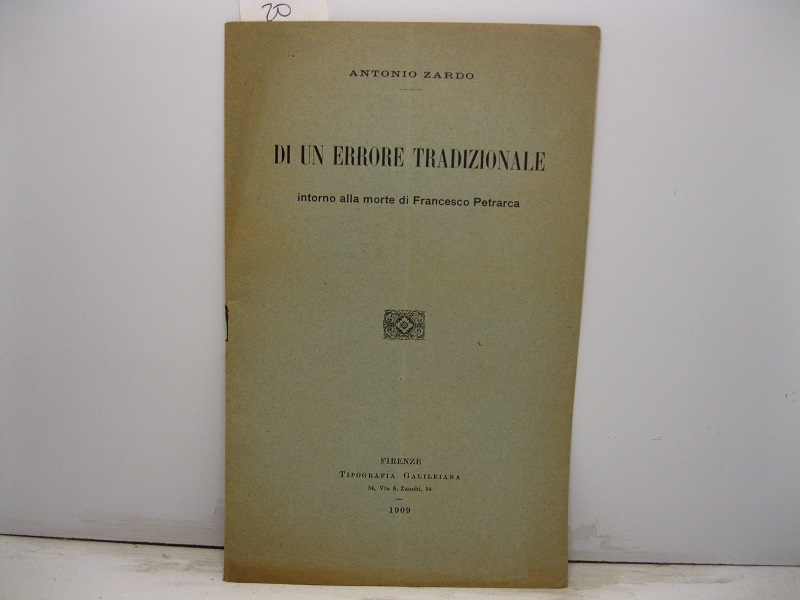 20
ANTONIO ZARDO
DI UN ERRORE TRADIZIONALE
intorno alla morte di Francesco Petrarca
FIRENZE
TIPOGRAFIA GALILEIANA
54, Via S. Zanobi, 54
1909